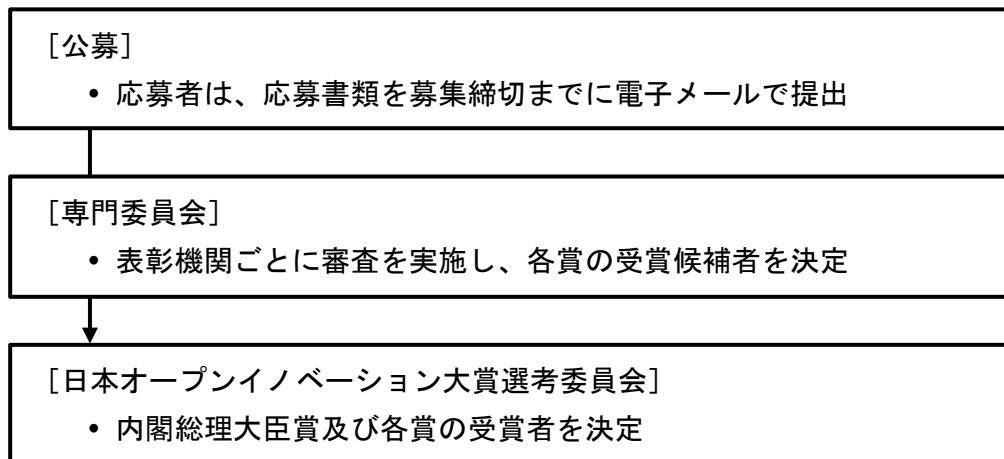 ［公募］
• 応募者は、応募書類を募集締切までに電子メールで提出
［専門委員会］
• 表彰機関ごとに審査を実施し、各賞の受賞候補者を決定
［日本オープンイノベーション大賞選考委員会］
• 内閣総理大臣賞及び各賞の受賞者を決定